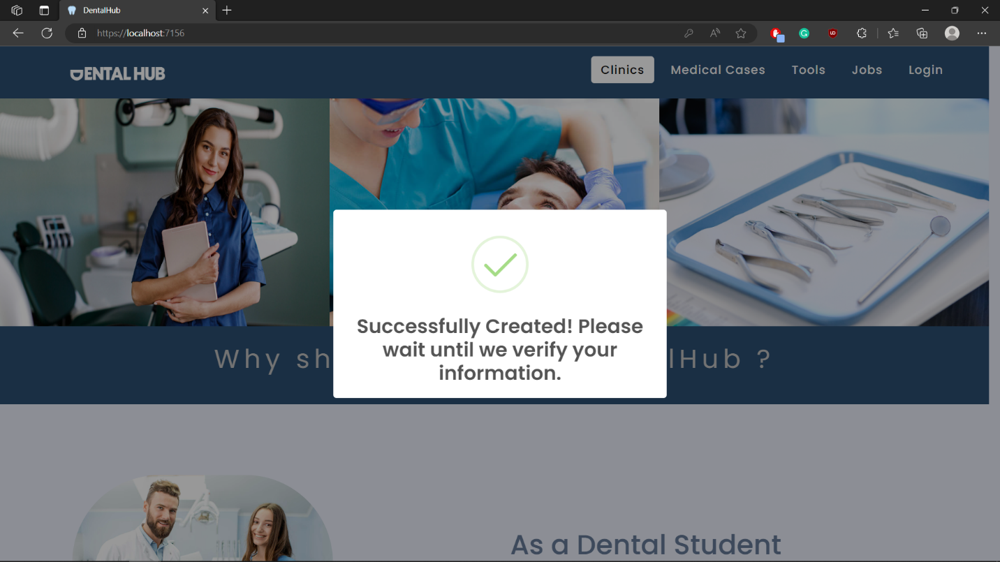 DentalHub
https://localhost:7156
DENTAL HUB
Clinics
Medical Cases
Tools
Jobs
Login
Successfully Created! Please
wait until we verify your
information.
Why sh
lHub ?
As a Dental Student